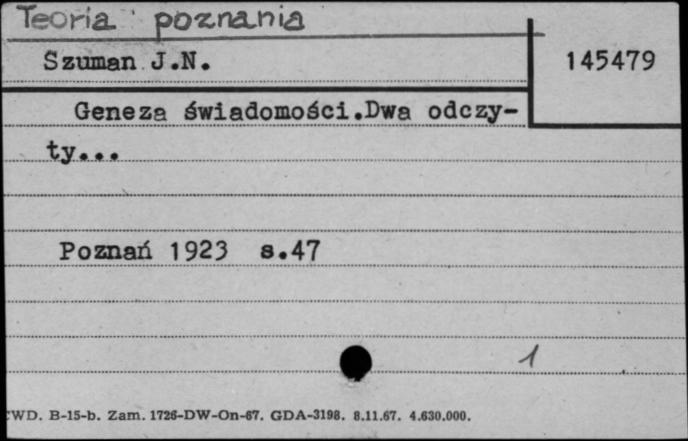 Teoria poznania
Szuman J.N.
145479
Geneza świadomości.Dwa odczy-
ty...
Poznań 1923 s.47
1
WD. B-15-b. Zam. 1726-DW-On-67. GDA-3198. 8.11.67. 4.630.000.